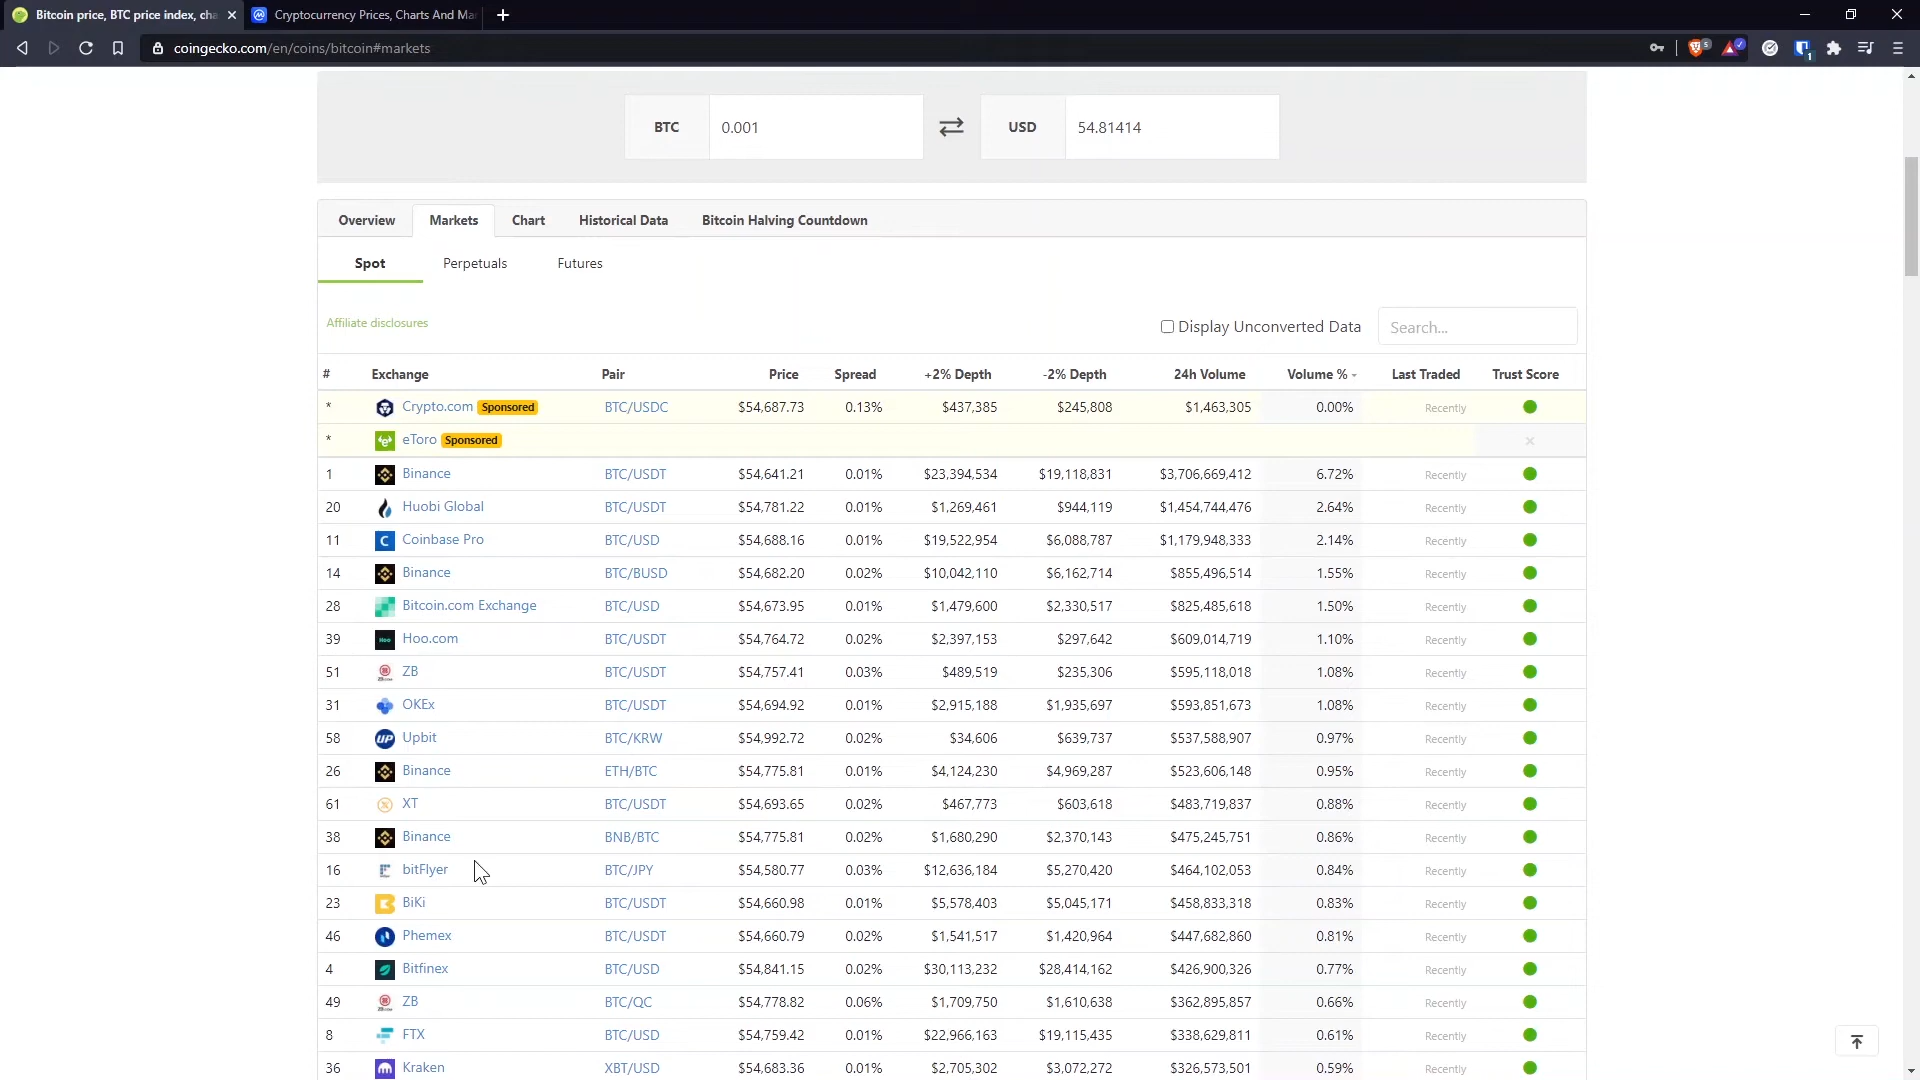 Bitcoin price, BTC price index, cha
Cryptocurrency Prices, Charts And Mar
coingecko.com/en/coins/bitcoin#markets
BTC 0.001 USD 54.81414
Overview Markets Chart Historical Data Bitcoin Halving Countdown
Spot Perpetuals Futures
Affiliate disclosures Display Unconverted Data Search...
# Exchange Pair Price Spread +2% Depth -2% Depth 24h Volume Volume % Last Traded Trust Score
* Crypto.com Sponsored BTC/USDC $54,687.73 0.13% $437,385 $245,808 $1,463,305 0.00% Recently
* eToro Sponsored
1 Binance BTC/USDT $54,641.21 0.01% $23,394,534 $19,118,831 $3,706,669,412 6.72% Recently
20 Huobi Global BTC/USDT $54,781.22 0.01% $1,269,461 $944,119 $1,454,744,476 2.64% Recently
11 Coinbase Pro BTC/USD $54,688.16 0.01% $19,522,954 $6,088,787 $1,179,948,333 2.14% Recently
14 Binance BTC/BUSD $54,682.20 0.02% $10,042,110 $6,162,714 $855,496,514 1.55% Recently
28 Bitcoin.com Exchange BTC/USD $54,673.95 0.01% $1,479,600 $2,330,517 $825,485,618 1.50% Recently
39 Hoo.com BTC/USDT $54,764.72 0.02% $2,397,153 $297,642 $609,014,719 1.10% Recently
51 ZB BTC/USDT $54,757.41 0.03% $489,519 $235,306 $595,118,018 1.08% Recently
31 OKEx BTC/USDT $54,694.92 0.01% $2,915,188 $1,935,697 $593,851,673 1.08% Recently
58 Upbit BTC/KRW $54,992.72 0.02% $34,606 $639,737 $537,588,907 0.97% Recently
26 Binance ETH/BTC $54,775.81 0.01% $4,124,230 $4,969,287 $523,606,148 0.95% Recently
61 XT BTC/USDT $54,693.65 0.02% $467,773 $603,618 $483,719,837 0.88% Recently
38 Binance BNB/BTC $54,775.81 0.02% $1,680,290 $2,370,143 $475,245,751 0.86% Recently
16 bitFlyer BTC/JPY $54,580.77 0.03% $12,636,184 $5,270,420 $464,102,053 0.84% Recently
23 BiKi BTC/USDT $54,660.98 0.01% $5,578,403 $5,045,171 $458,833,318 0.83% Recently
46 Phemex BTC/USDT $54,660.79 0.02% $1,541,517 $1,420,964 $447,682,860 0.81% Recently
4 Bitfinex BTC/USD $54,841.15 0.02% $30,113,232 $28,414,162 $426,900,326 0.77% Recently
49 ZB BTC/QC $54,778.82 0.06% $1,709,750 $1,610,638 $362,895,857 0.66% Recently
8 FTX BTC/USD $54,759.42 0.01% $22,966,163 $19,115,435 $338,629,811 0.61% Recently
36 Kraken XBT/USD $54,683.36 0.01% $2,705,302 $3,072,272 $326,573,501 0.59% Recently